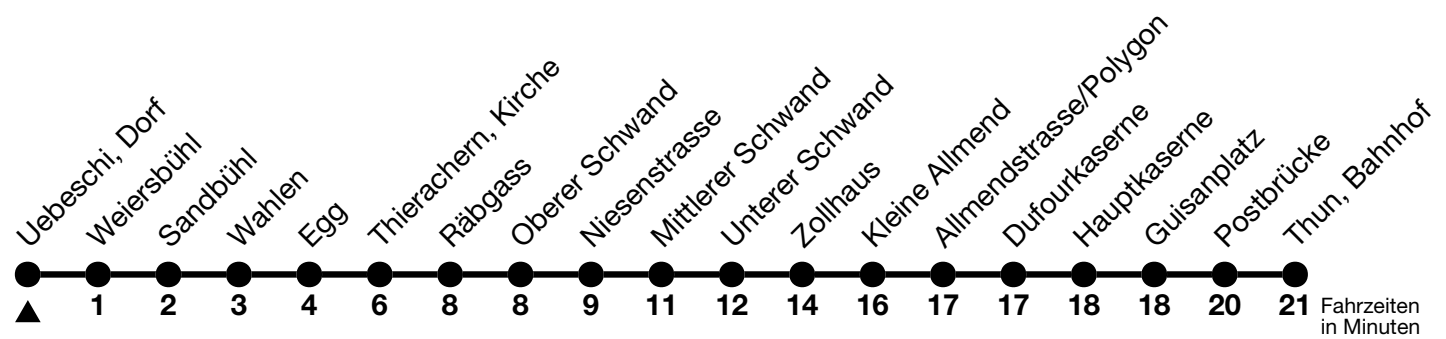 Uebeschi, Dorf
Weiersbühl
Sandbühl
Wahlen
Egg
Thierachern, Kirche
Räbgass
Oberer Schwand
Niesenstrasse
Mittlerer Schwand
Unterer Schwand
Zollhaus
Kleine Allmend
Allmendstrasse/Polygon
Dufourkaserne
Hauptkaserne
Guisanplatz
Postbrücke
Thun, Bahnhof
1 2 3 4 6 8 8 9 11 12 14 16 17 17 18 18 20 21 Fahrzeiten
in Minuten